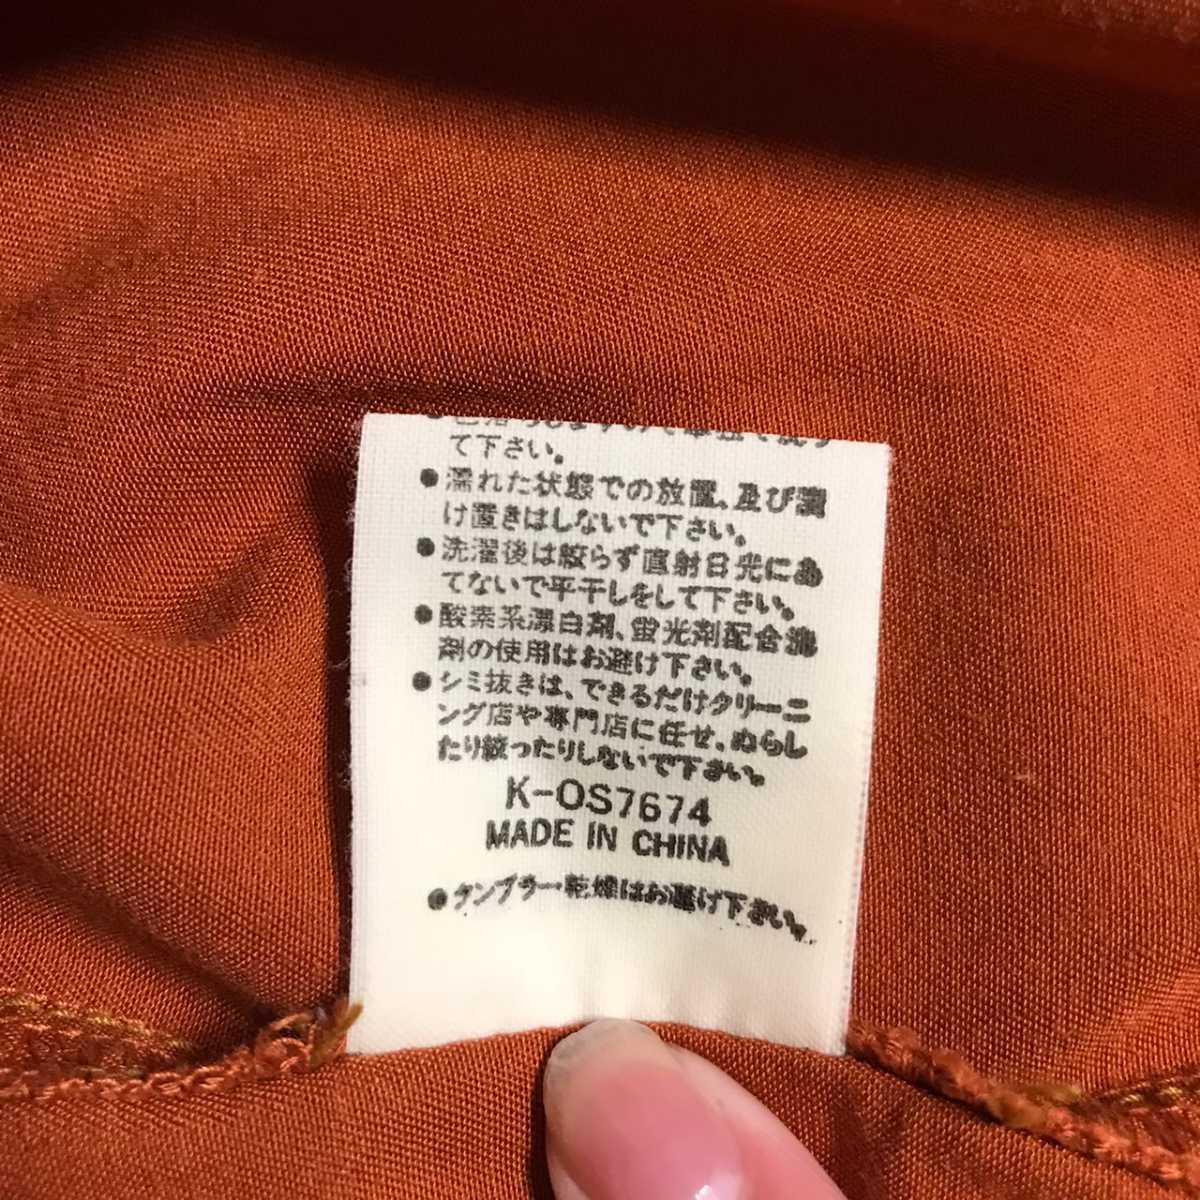 て下さい。
●濡れた状態での放置、及び漬
け置きはしないで下さい。
●洗濯後は絞らず直射日光にあ
てないで平干しをして下さい。
●酸素系漂白剤、蛍光剤配合洗
剤の使用はお避け下さい。
●シミ抜きは、できるだけクリーニ
ング店や専門店に任せ、ぬらし
たり絞ったりしないで下さい。
K-OS7674
MADE IN CHINA
●タンブラー乾燥はお避け下さい。